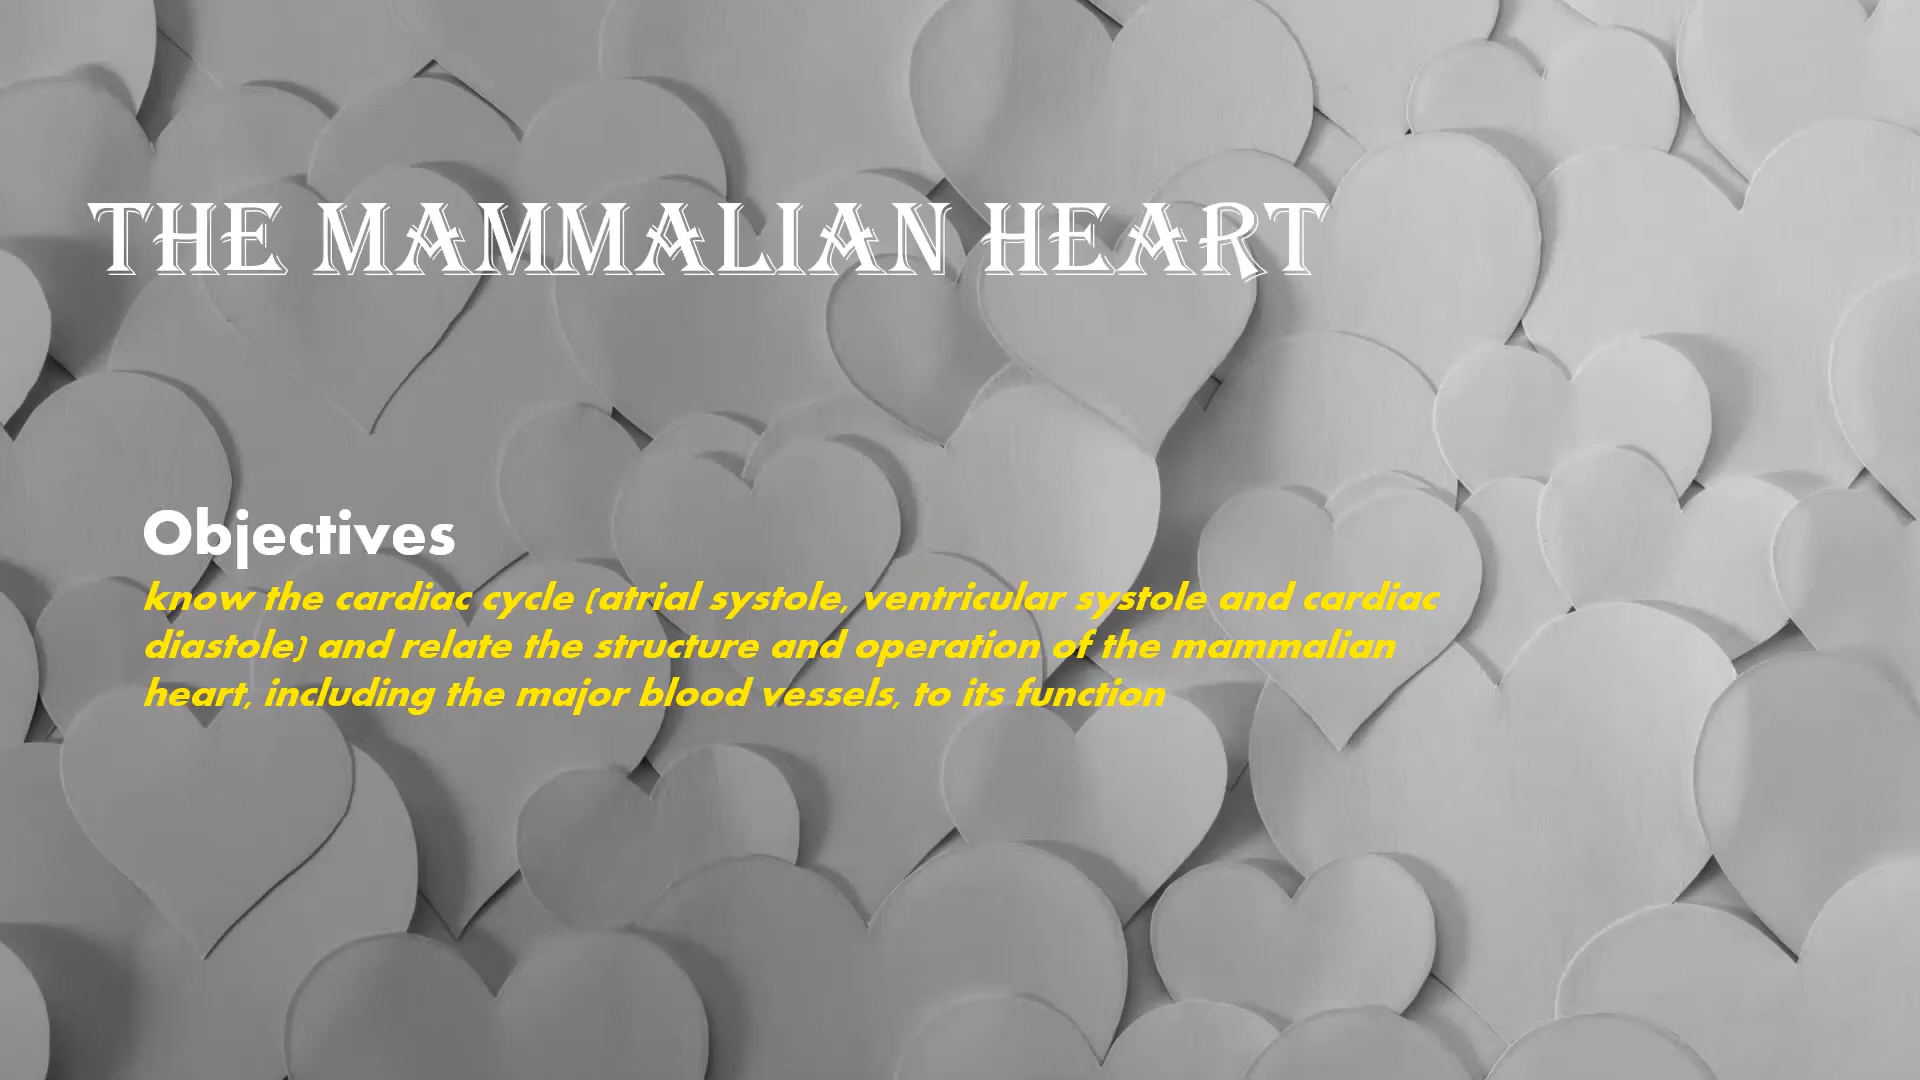 THE MAMMALIAN HEART
Objectives
know the cardiac cycle (atrial systole, ventricular systole and cardiac
diastole) and relate the structure and operation of the mammalian
heart, including the major blood vessels, to its function